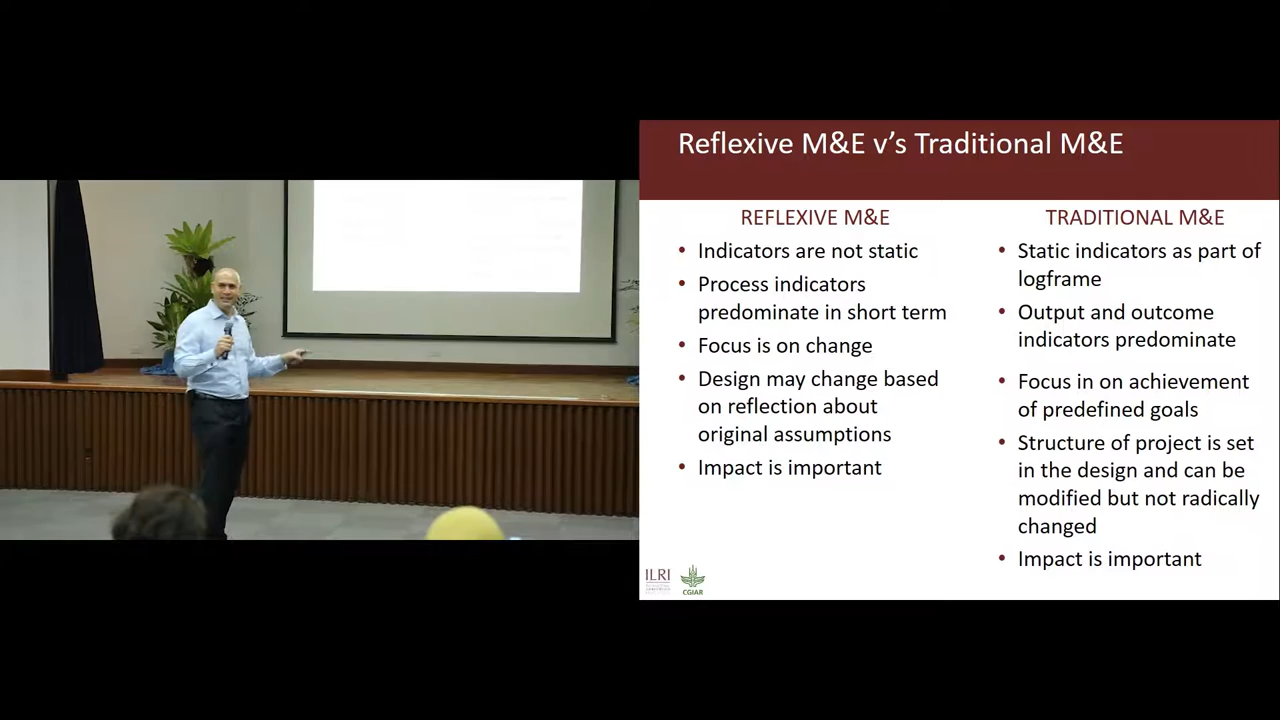 Reflexive M&E v's Traditional M&E
REFLEXIVE M&E
• Indicators are not static
• Process indicators
predominate in short term
• Focus is on change
• Design may change based
on reflection about
original assumptions
• Impact is important
TRADITIONAL M&E
• Static indicators as part of
logframe
• Output and outcome
indicators predominate
• Focus in on achievement
of predefined goals
• Structure of project is set
in the design and can be
modified but not radically
changed
• Impact is important
ILRI
CGIAR